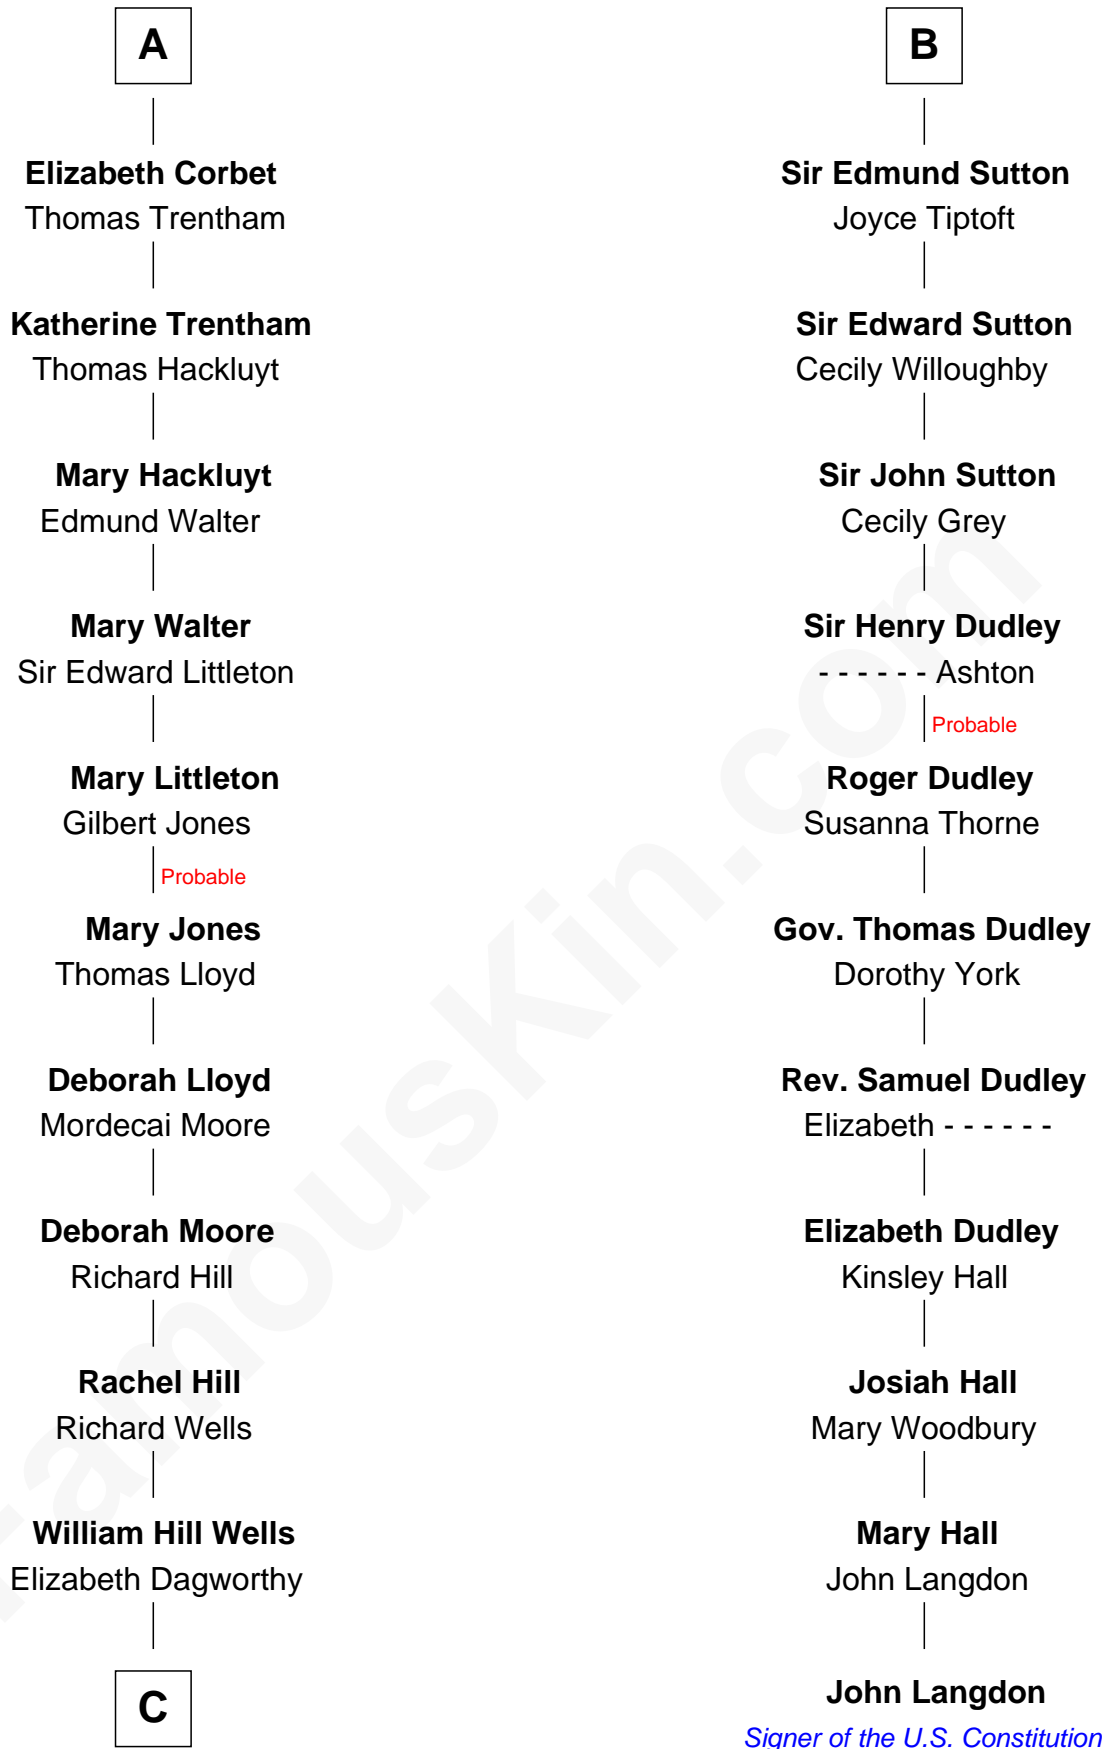 A
Elizabeth Corbet
Thomas Trentham
Katherine Trentham
Thomas Hackluyt
Mary Hackluyt
Edmund Walter
Mary Walter
Sir Edward Littleton
Mary Littleton
Gilbert Jones
Probable
Mary Jones
Thomas Lloyd
Deborah Lloyd
Mordecai Moore
Deborah Moore
Richard Hill
Rachel Hill
Richard Wells
William Hill Wells
Elizabeth Dagworthy
C
B
Sir Edmund Sutton
Joyce Tiptoft
Sir Edward Sutton
Cecily Willoughby
Sir John Sutton
Cecily Grey
Sir Henry Dudley
- - - - - - Ashton
Probable
Roger Dudley
Susanna Thorne
Gov. Thomas Dudley
Dorothy York
Rev. Samuel Dudley
Elizabeth - - - - - -
Elizabeth Dudley
Kinsley Hall
Josiah Hall
Mary Woodbury
Mary Hall
John Langdon
John Langdon
Signer of the U.S. Constitution
FamousKin.com